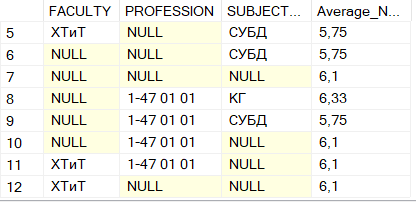 FACULTY PROFESSION SUBJECT... Average_N...
5 ХТиТ NULL СУБД 5,75
6 NULL NULL СУБД 5,75
7 NULL NULL NULL 6,1
8 NULL 1-47 01 01 КГ 6,33
9 NULL 1-47 01 01 СУБД 5,75
10 NULL 1-47 01 01 NULL 6,1
11 ХТиТ 1-47 01 01 NULL 6,1
12 ХТиТ NULL NULL 6,1